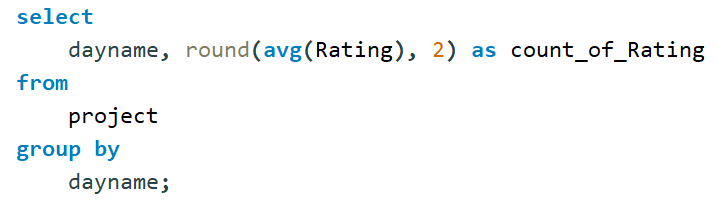 select
    dayname, round(avg(Rating), 2) as count_of_Rating
from
    project
group by
    dayname;